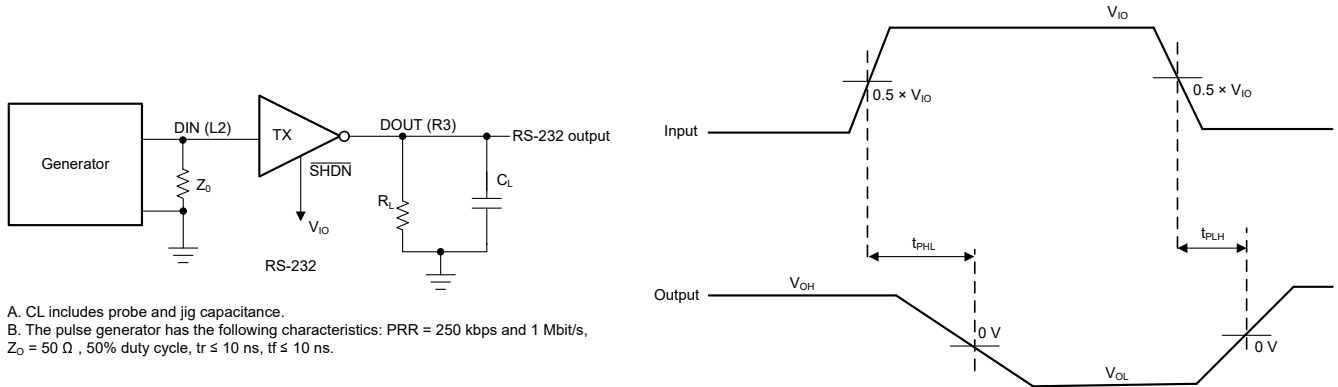 Generator
DIN (L2)
Z0
TX
SHDN
VIO
RS-232
DOUT (R3)
RL
CL
RS-232 output
A. CL includes probe and jig capacitance.
B. The pulse generator has the following characteristics: PRR = 250 kbps and 1 Mbit/s,
ZO = 50 Ω , 50% duty cycle, tr ≤ 10 ns, tf ≤ 10 ns.
VIO
0.5 × VIO
0.5 × VIO
Input
tPHL
tPLH
Output
VOH
0 V
VOL
0 V